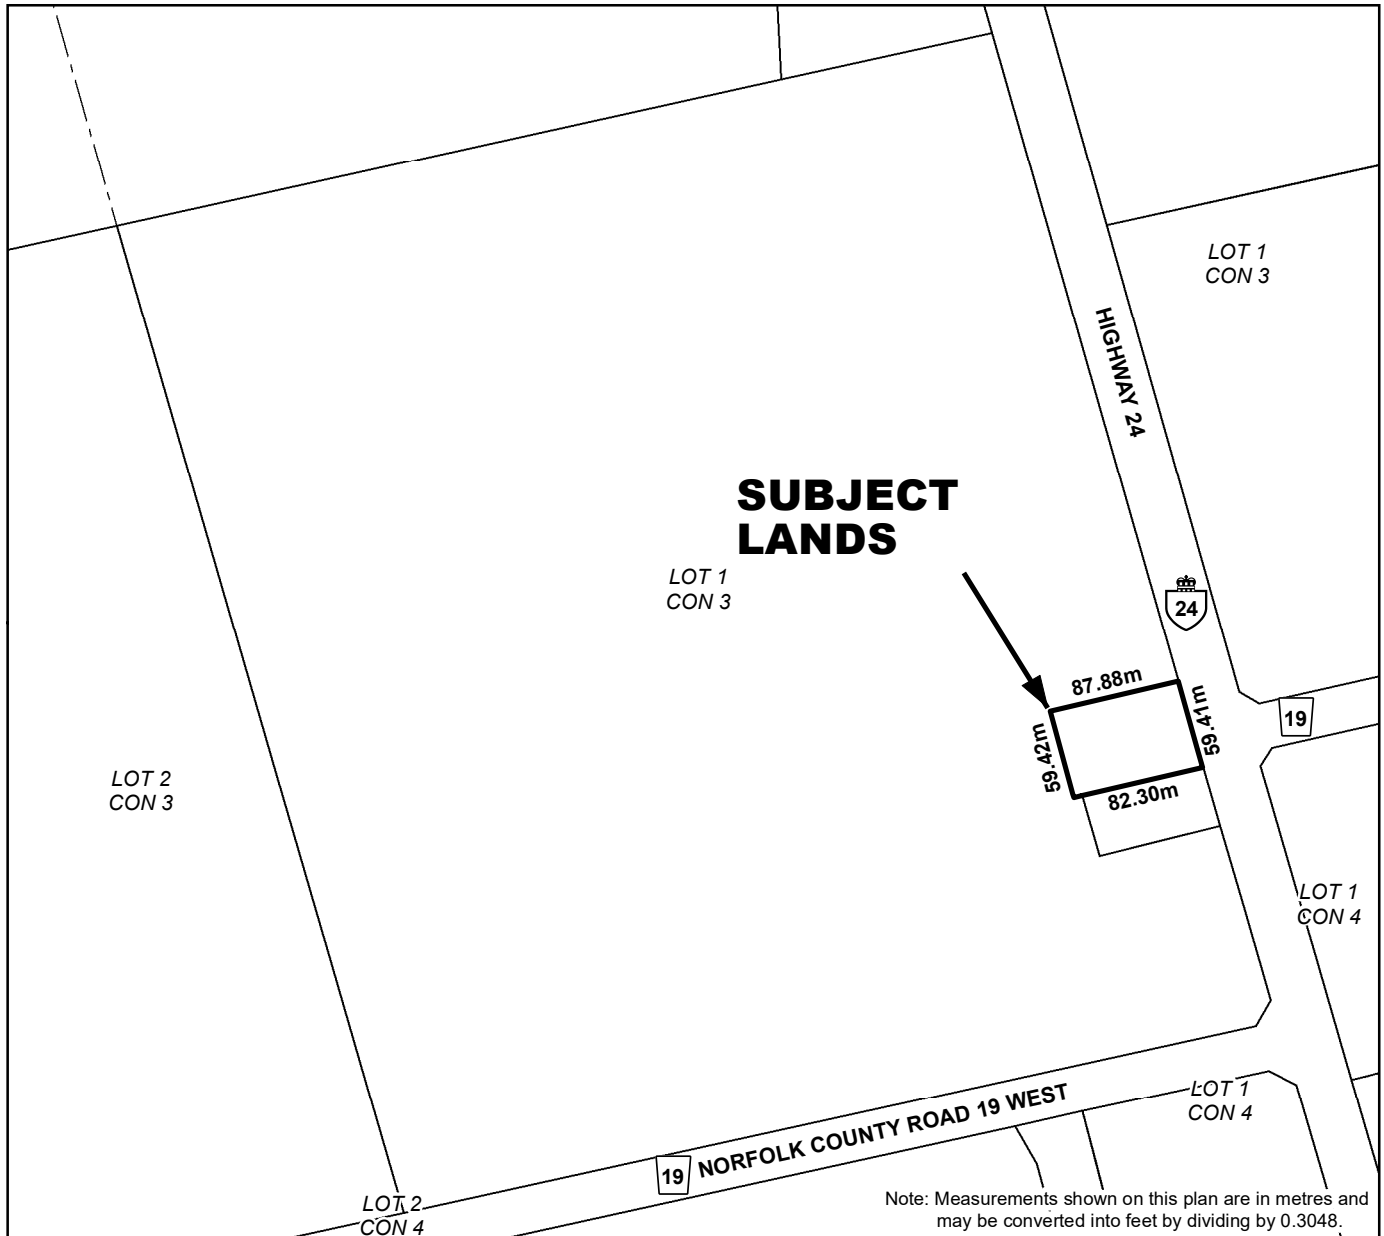 LOT 1
CON 3
HIGHWAY 24
SUBJECT
LANDS
LOT 1
CON 3
24
87.88m
59.41m
19
59.42m
82.30m
LOT 2
CON 3
LOT 1
CON 4
LOT 1
CON 4
NORFOLK COUNTY ROAD 19 WEST
19
LOT 2
CON 4
Note: Measurements shown on this plan are in metres and
may be converted into feet by dividing by 0.3048.